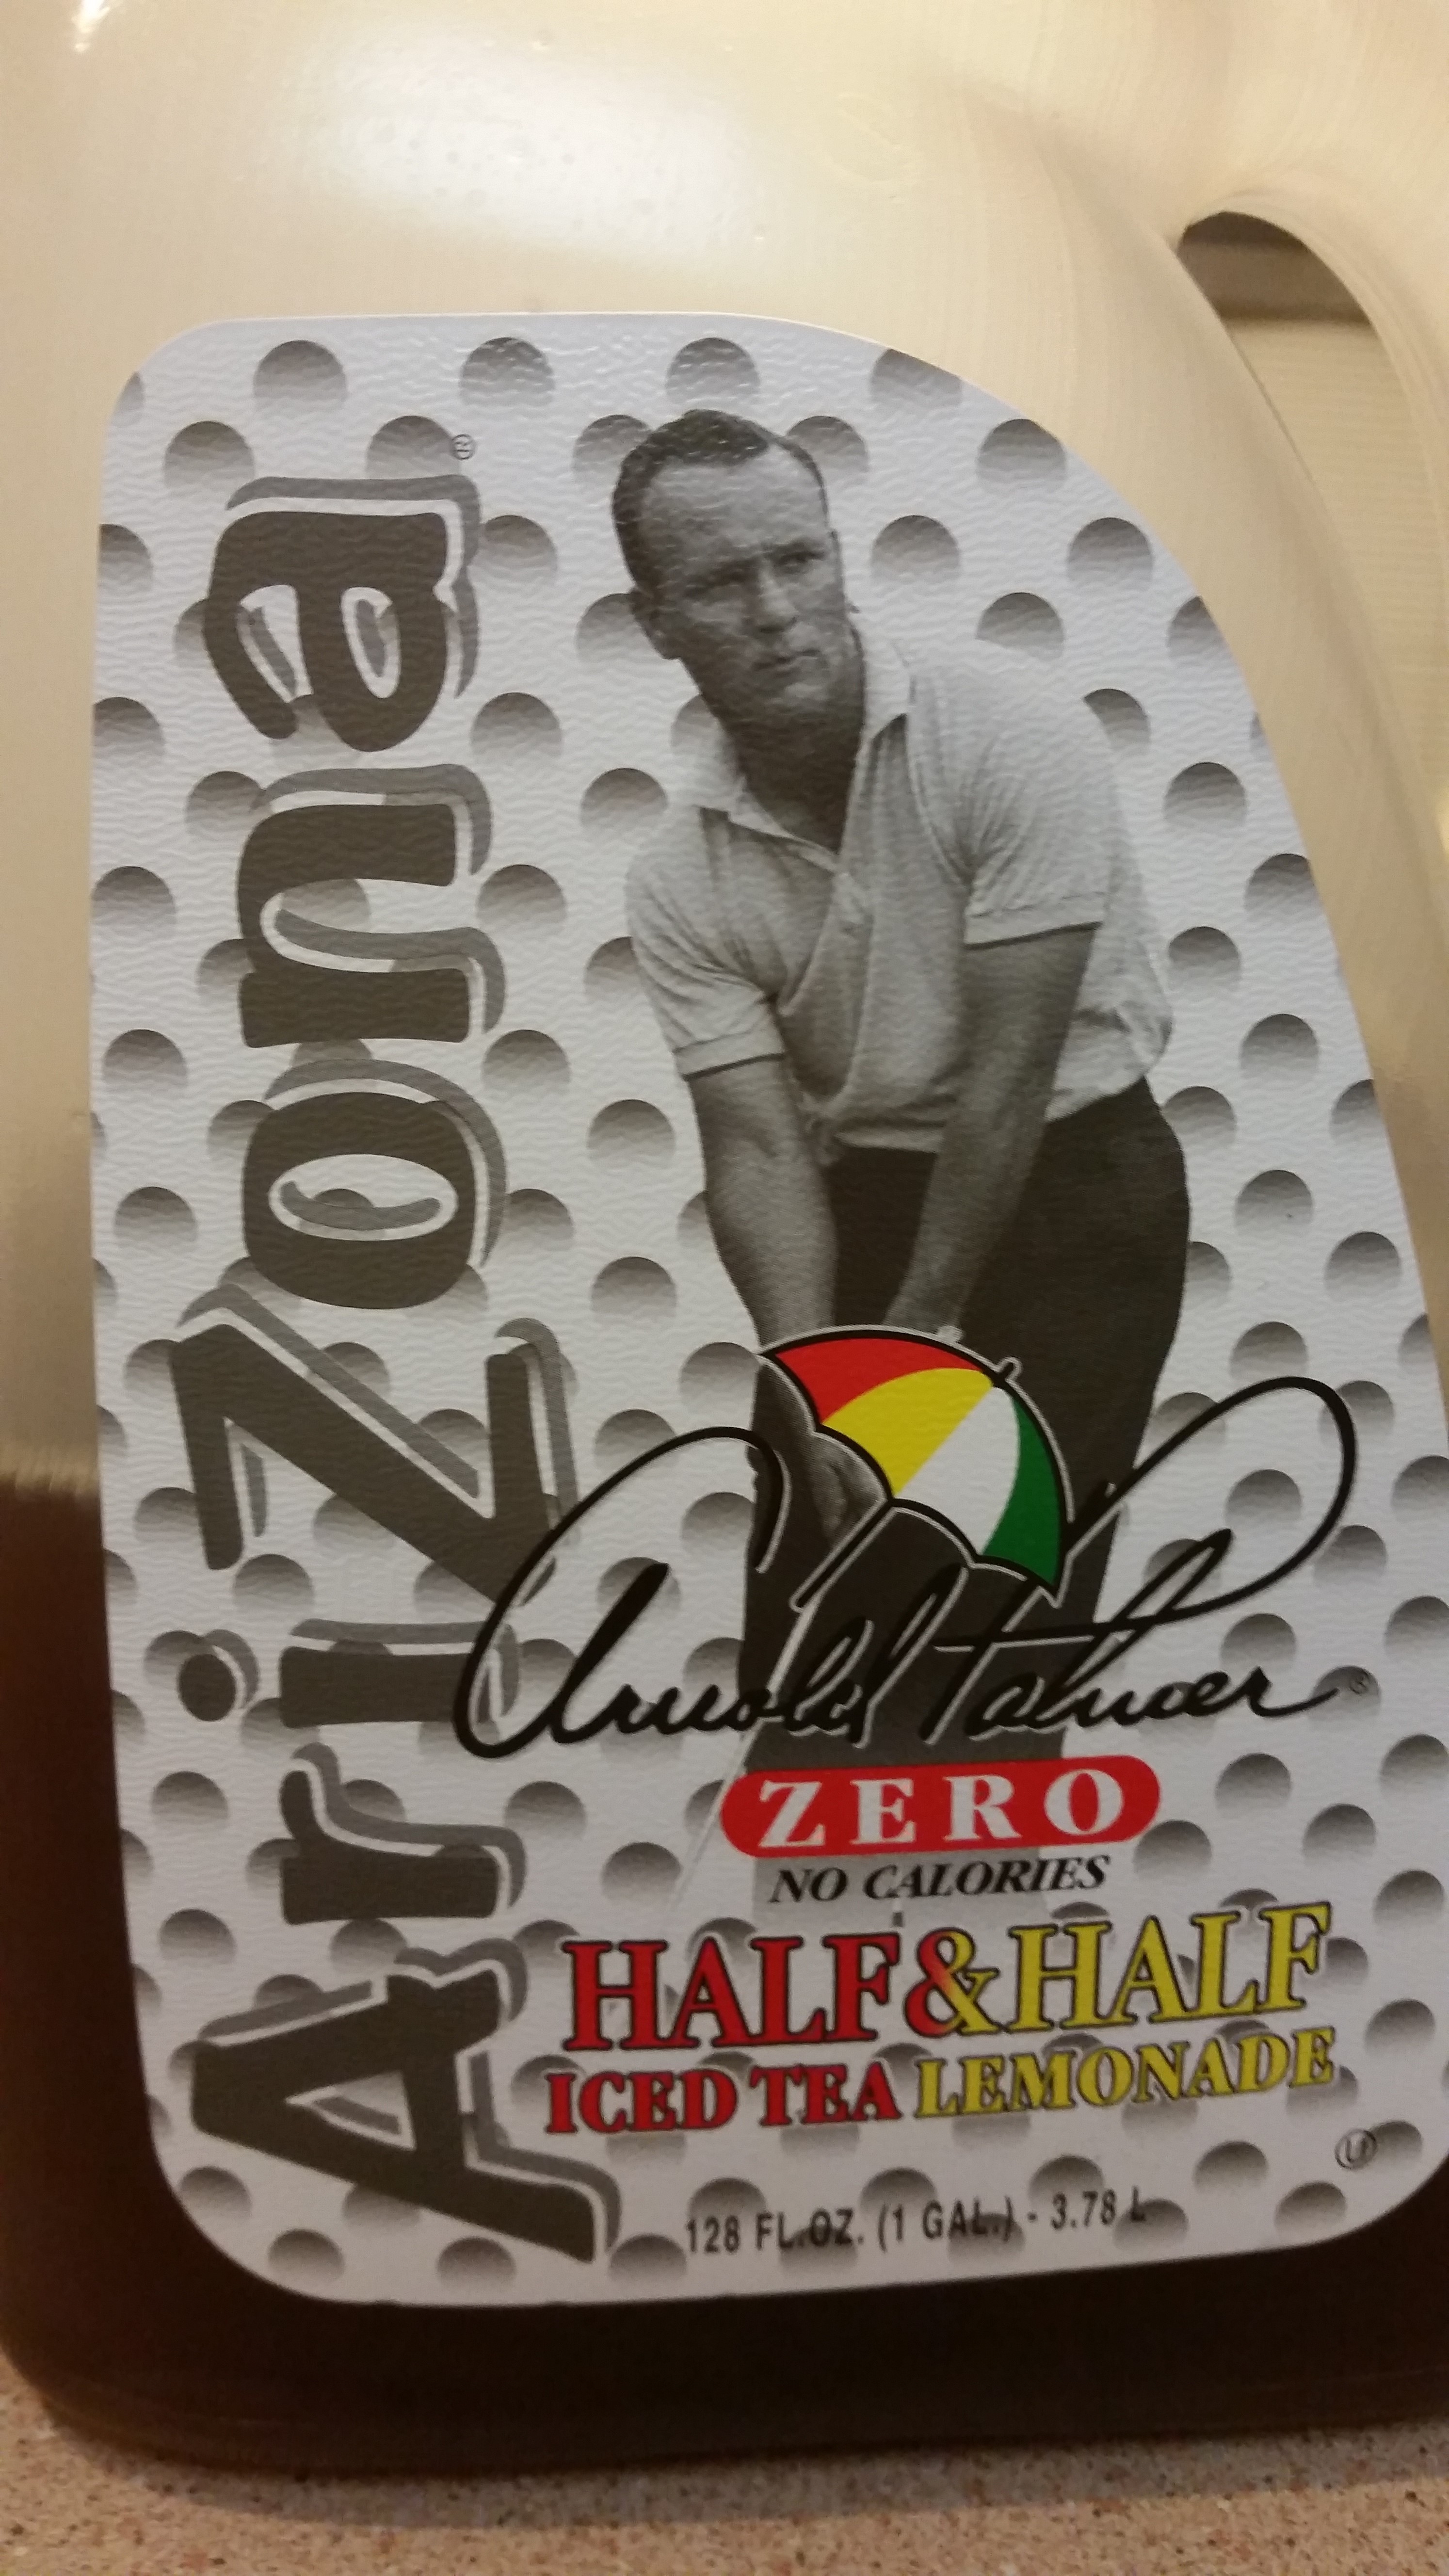 AriZona®
Arnold Palmer®
ZERO
NO CALORIES
HALF & HALF
ICED TEA LEMONADE
U
128 FL.OZ. (1 GAL.) - 3.78 L